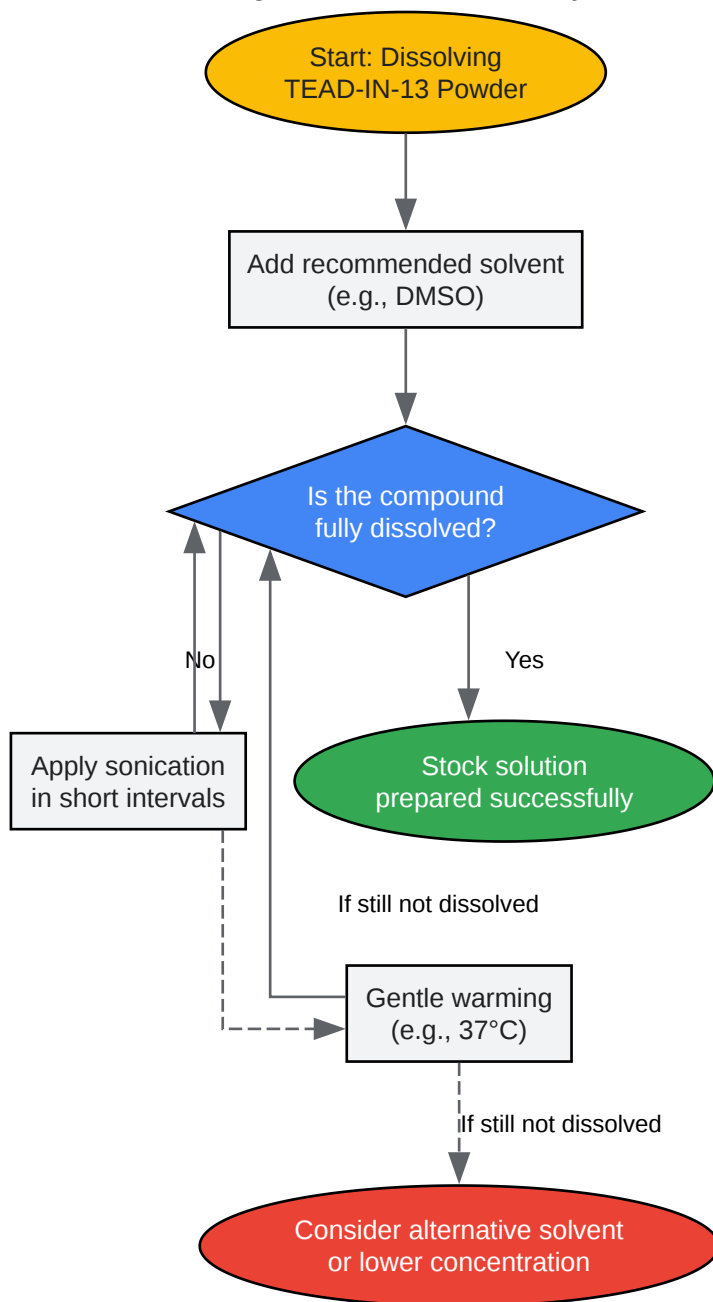 Start: Dissolving
TEAD-IN-13 Powder
Add recommended solvent
(e.g., DMSO)
Is the compound
fully dissolved?
No
Yes
Apply sonication
in short intervals
Stock solution
prepared successfully
If still not dissolved
Gentle warming
(e.g., 37°C)
If still not dissolved
Consider alternative solvent
or lower concentration